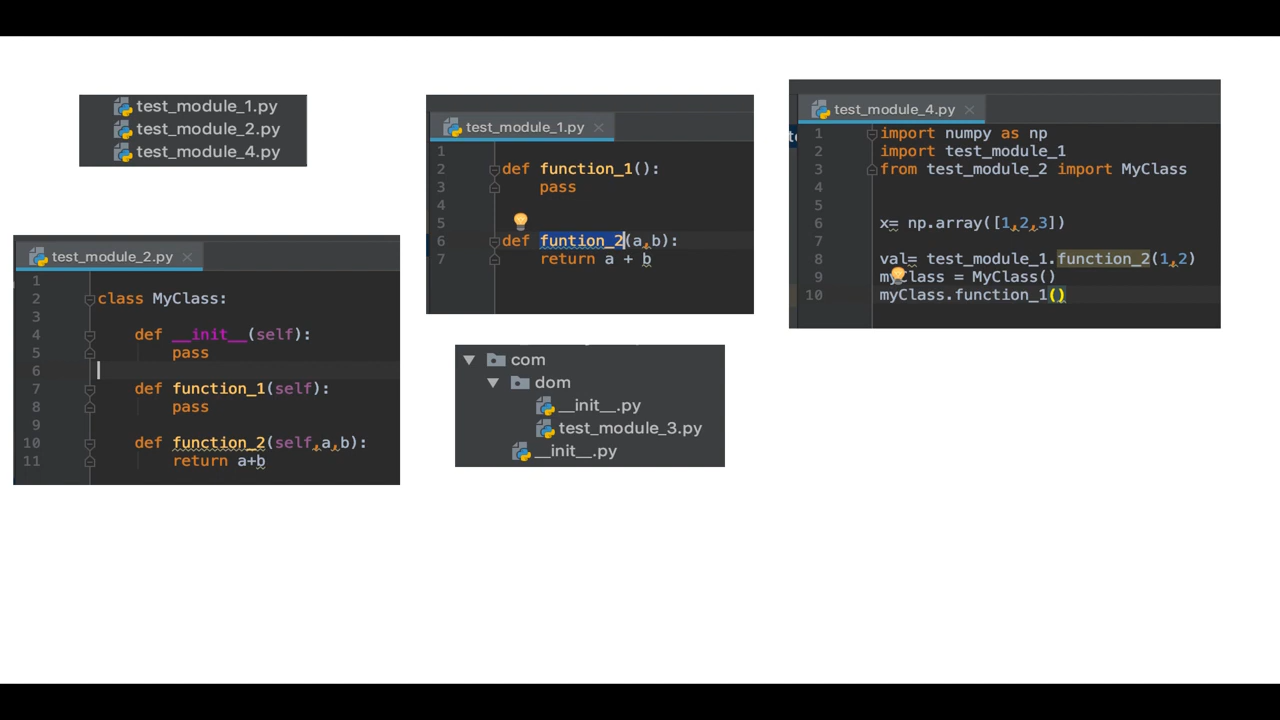 test_module_1.py
test_module_2.py
test_module_4.py
test_module_1.py
1
2 def function_1():
3 pass
4
5
6 def funtion_2(a,b):
7 return a + b
test_module_4.py
1 import numpy as np
2 import test_module_1
3 from test_module_2 import MyClass
4
5
6 x= np.array([1,2,3])
7
8 val= test_module_1.function_2(1,2)
9 myClass = MyClass()
10 myClass.function_1()
test_module_2.py
1
2 class MyClass:
3
4 def __init__(self):
5 pass
6
7 def function_1(self):
8 pass
9
10 def function_2(self,a,b):
11 return a+b
com
dom
__init__.py
test_module_3.py
__init__.py